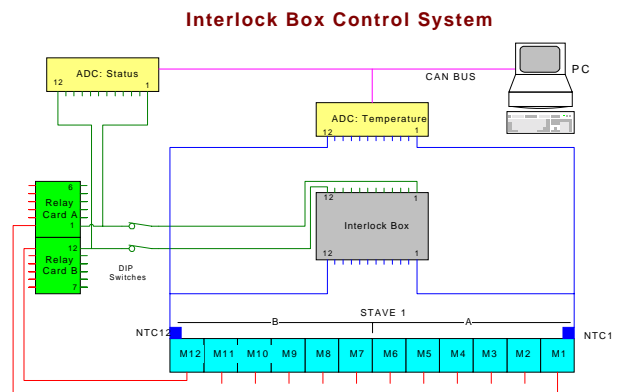 Interlock Box Control System
ADC: Status
12 1
CAN BUS
PC
ADC: Temperature
12 1
6
Relay
Card A
1
12
Relay
Card B
7
DIP
Switches
12 1
Interlock Box
12 1
STAVE 1
B A
NTC12 NTC1
M12 M11 M10 M9 M8 M7 M6 M5 M4 M3 M2 M1